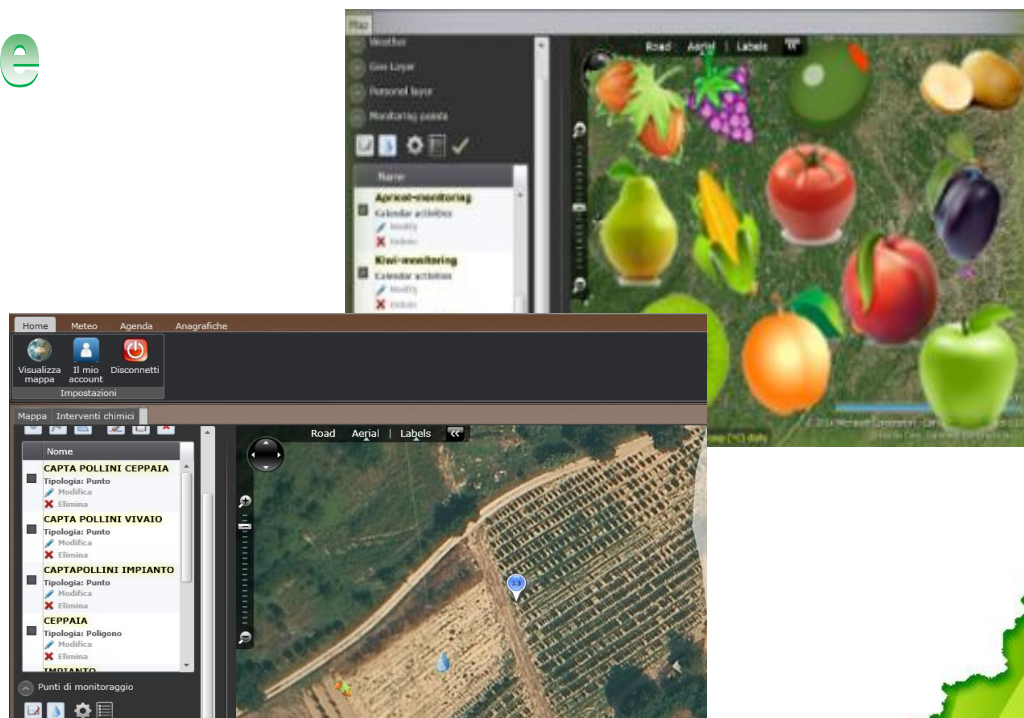 e
Map
Weather
Geo Layer
Personal layer
Monitoring points
Name
Apricot-monitoring
Calendar activities
Modify
Delete
Kiwi-monitoring
Calendar activities
Modify
Delete
Road Aerial | Labels
Home Meteo Agenda Anagrafiche
Visualizza mappa
Il mio account
Disconnetti
Impostazioni
Mappa Interventi chimici
Nome
CAPTA POLLINI CEPPAIA
Tipologia: Punto
Modifica
Elimina
CAPTA POLLINI VIVAIO
Tipologia: Punto
Modifica
Elimina
CAPTAPOLLINI IMPIANTO
Tipologia: Punto
Modifica
Elimina
CEPPAIA
Tipologia: Poligono
Modifica
Elimina
IMPIANTO
Punti di monitoraggio
Road Aerial | Labels